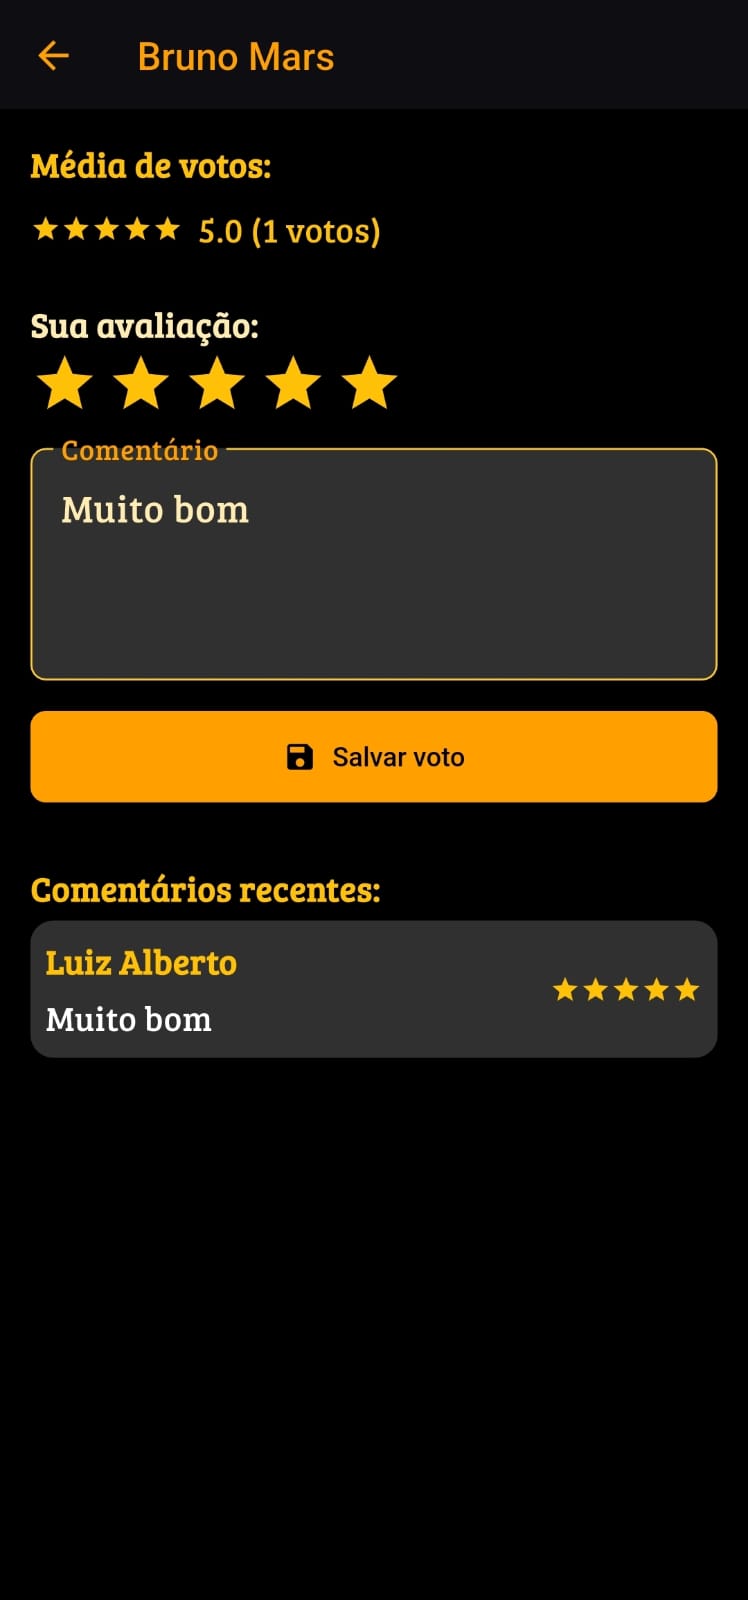 Bruno Mars
Média de votos:
5.0 (1 votos)
Sua avaliação:
Comentário
Muito bom
Salvar voto
Comentários recentes:
Luiz Alberto
Muito bom